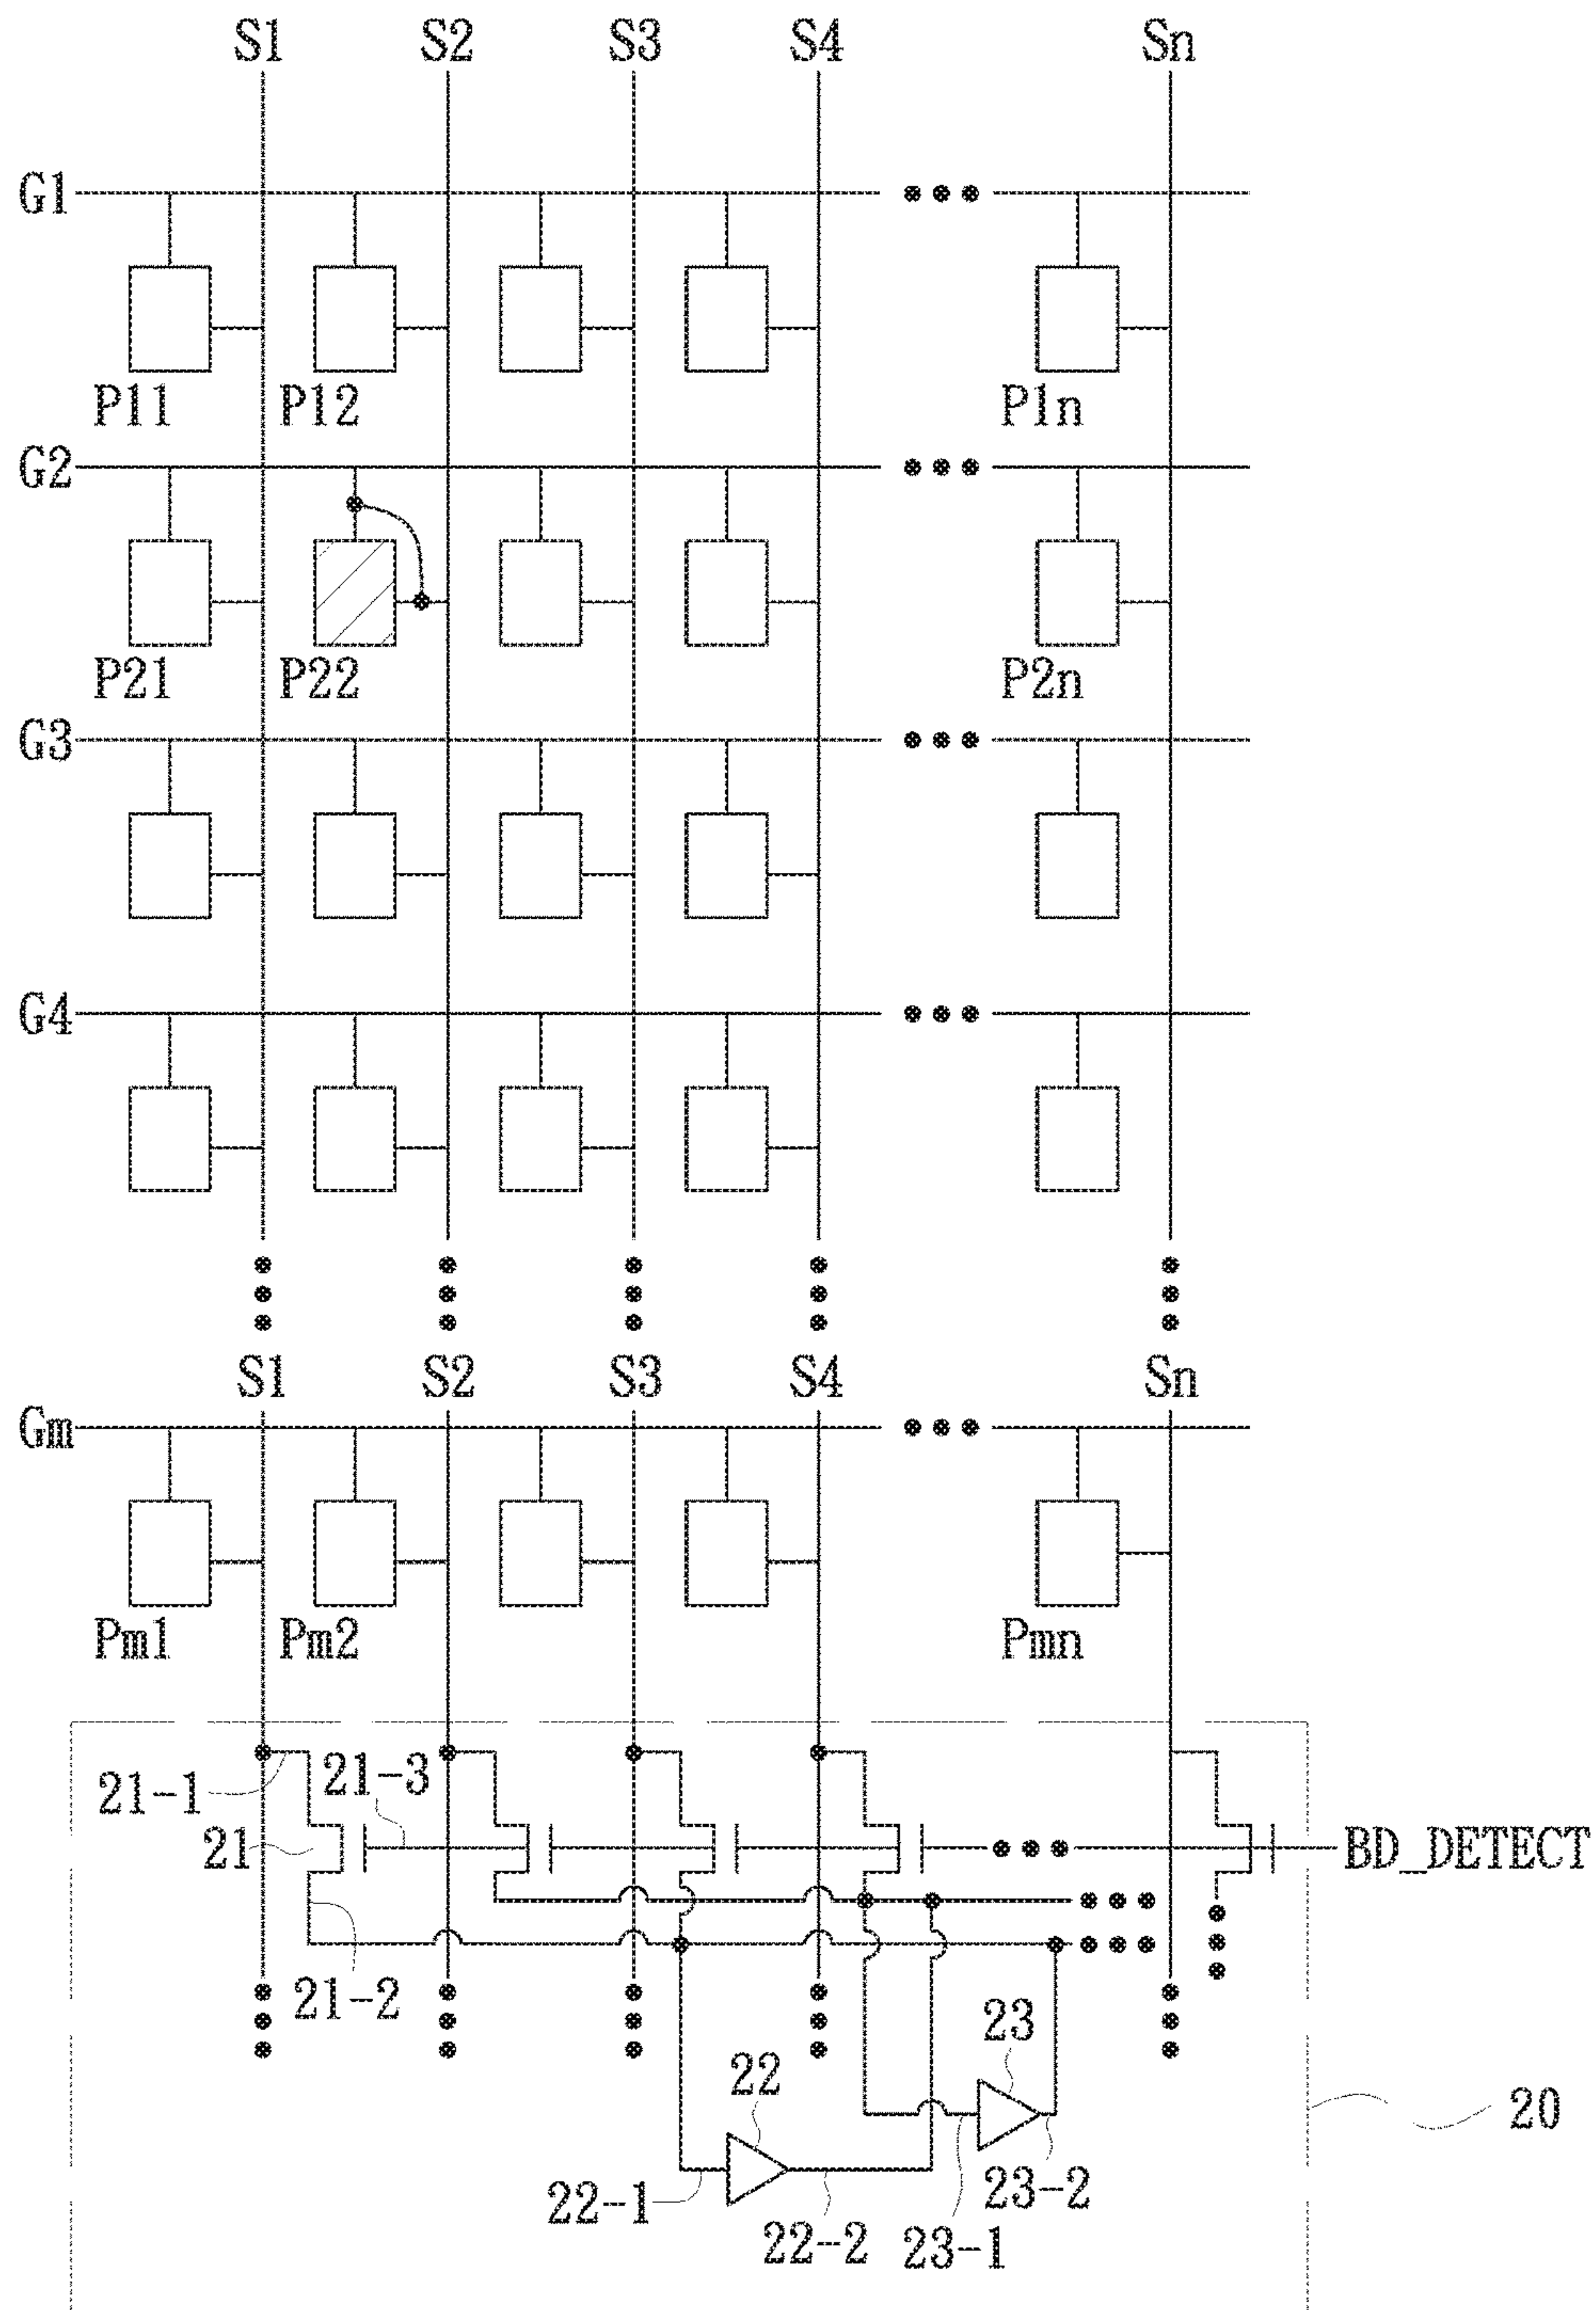 S1 S2 S3 S4 Sn
G1
P11 P12 P1n
G2
P21 P22 P2n
G3
G4
S1 S2 S3 S4 Sn
Gm
Pm1 Pm2 Pmn
21-1 21-3
21 BD_DETECT
21-2
23
22
20
22-1 23-2
22-2 23-1